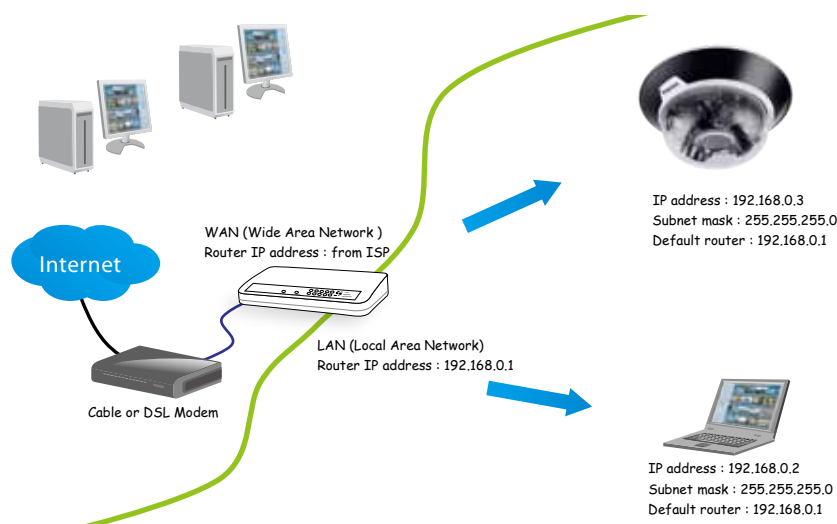 WAN (Wide Area Network )
Router IP address : from ISP
Internet
LAN (Local Area Network)
Router IP address : 192.168.0.1
Cable or DSL Modem
IP address : 192.168.0.3
Subnet mask : 255.255.255.0
Default router : 192.168.0.1
IP address : 192.168.0.2
Subnet mask : 255.255.255.0
Default router : 192.168.0.1